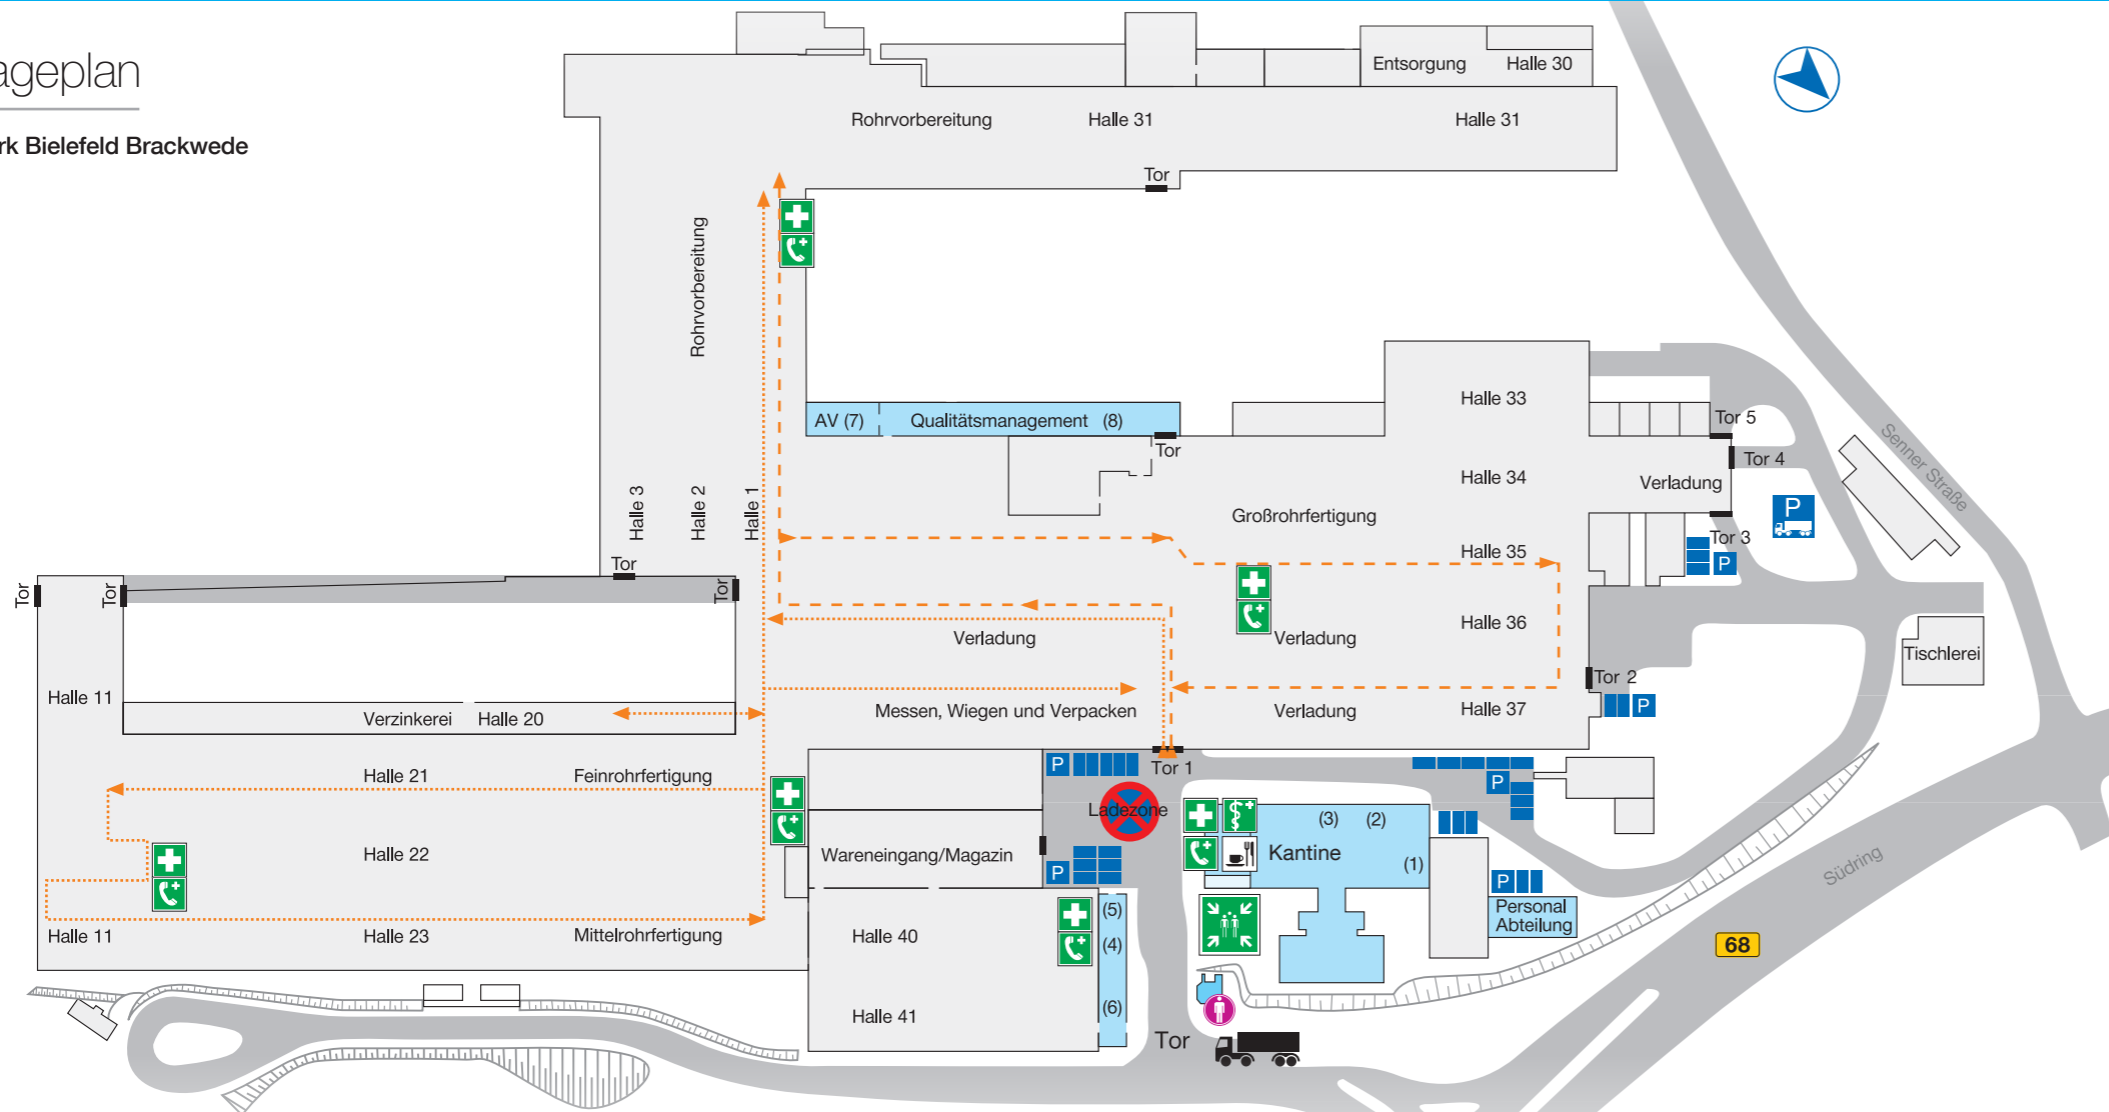 ageplan
rk Bielefeld Brackwede
Entsorgung
Halle 30
Rohrvorbereitung
Halle 31
Halle 31
Tor
Rohrvorbereitung
Halle 33
AV (7)
Qualitätsmanagement (8)
Tor
Tor 5
Tor 4
Senner Straße
Halle 34
Verladung
P
Halle 3
Halle 2
Halle 1
Großrohrfertigung
Halle 35
Tor 3
P
Tor
Tor
Tor
Tor
Halle 36
Verladung
Verladung
Tischlerei
Tor 2
P
Halle 11
Verzinkerei
Halle 20
Messen, Wiegen und Verpacken
Verladung
Halle 37
Halle 21
Feinrohrfertigung
P
Tor 1
P
Ladezone
(3)
(2)
Halle 22
Wareneingang/Magazin
Kantine
(1)
P
P
Südring
Personal
Abteilung
Halle 11
Halle 23
Mittelrohrfertigung
Halle 40
(5)
(4)
68
Halle 41
(6)
Tor